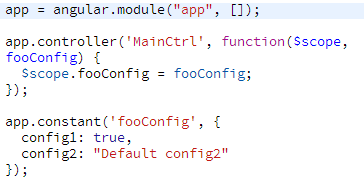 app = angular.module("app", []);
app.controller('MainCtrl', function($scope,
fooConfig) {
  $scope.fooConfig = fooConfig;
});
app.constant('fooConfig', {
  config1: true,
  config2: "Default config2"
});